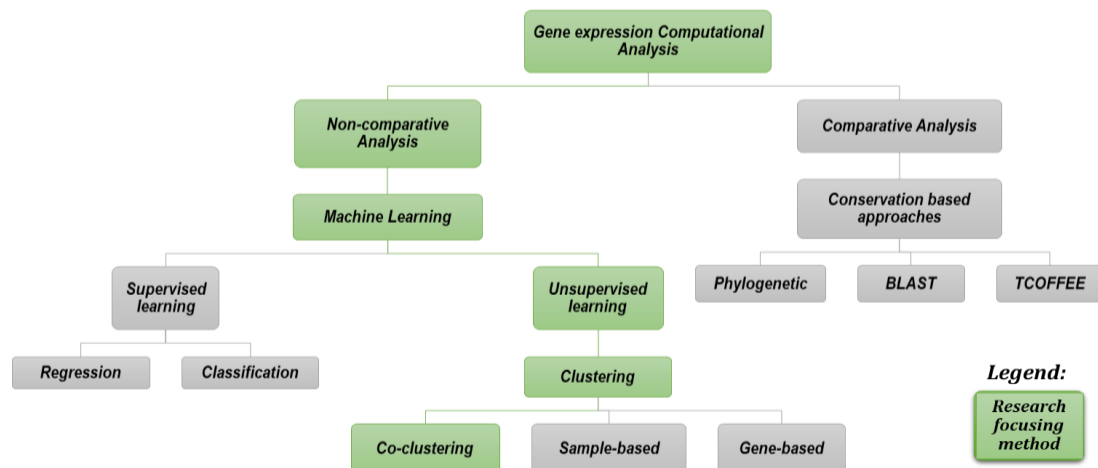 Gene expression Computational
Analysis
Non-comparative
Analysis
Comparative Analysis
Machine Learning
Conservation based
approaches
Supervised
learning
Unsupervised
learning
Phylogenetic
BLAST
TCOFFEE
Regression
Classification
Clustering
Co-clustering
Sample-based
Gene-based
Legend:
Research
focusing
method